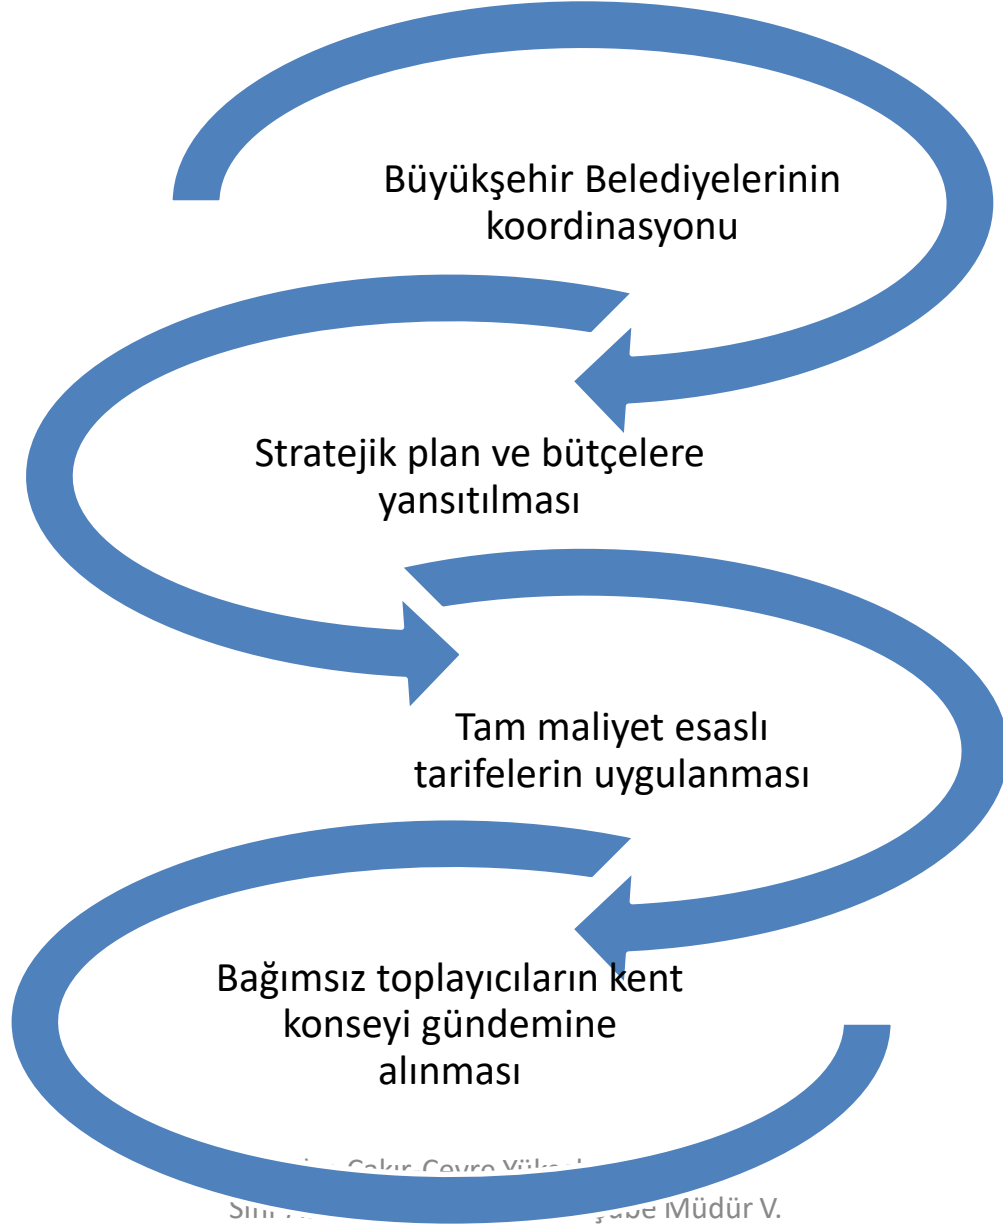 Büyükşehir Belediyelerinin
koordinasyonu
Stratejik plan ve bütçelere
yansıtılması
Tam maliyet esaslı
tarifelerin uygulanması
Bağımsız toplayıcıların kent
konseyi gündemine
alınması
Çakır-Çevre
Müdür V.